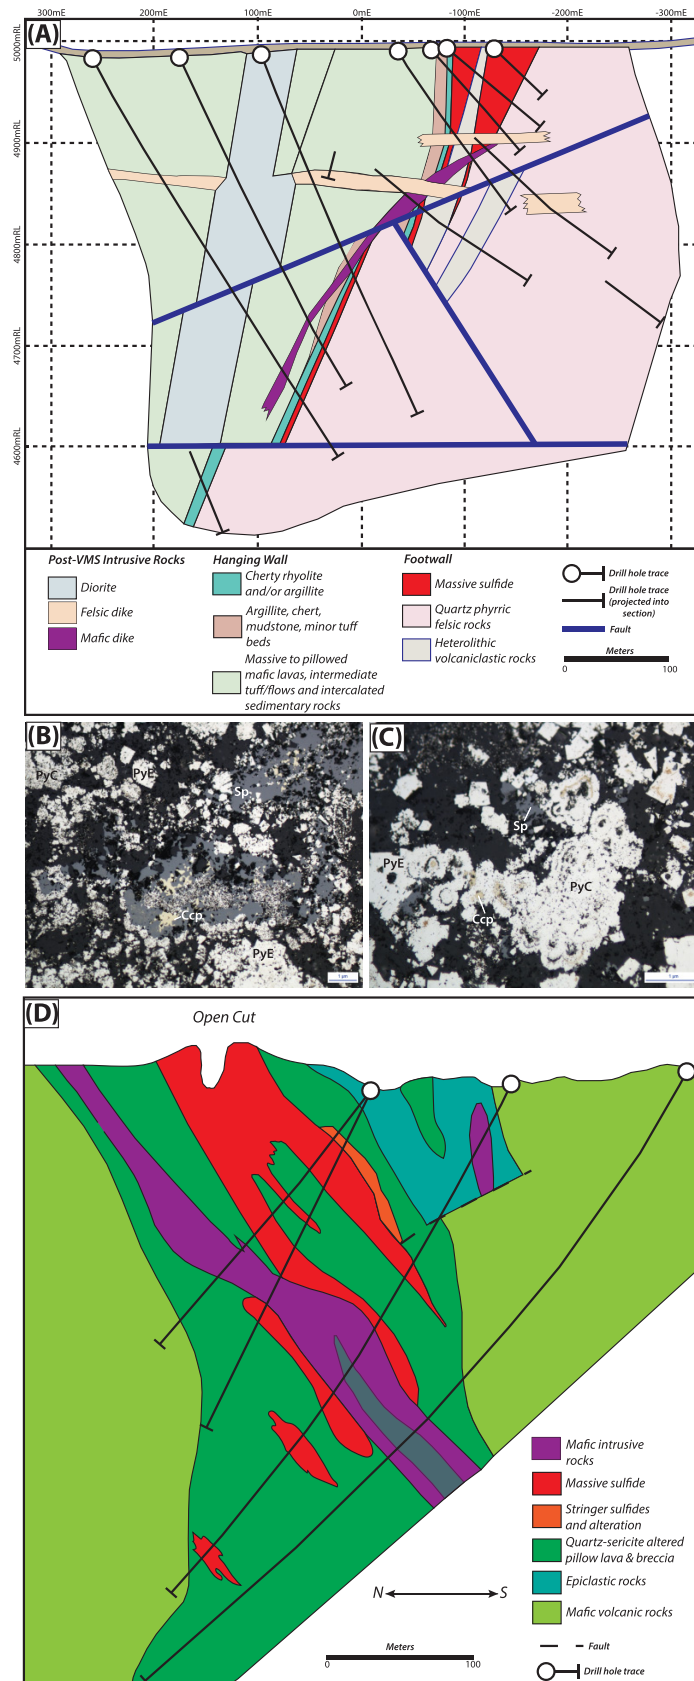 300mE 200mE 100mE 0mE -100mE -200mE -300mE
(A)
5000mRL
4900mRL
4800mRL
4700mRL
4600mRL
Post-VMS Intrusive Rocks
Diorite
Felsic dike
Mafic dike
Hanging Wall
Cherty rhyolite
and/or argillite
Argillite, chert,
mudstone, minor tuff
beds
Massive to pillowed
mafic lavas, intermediate
tuff/flows and intercalated
sedimentary rocks
Footwall
Massive sulfide
Quartz phyrric
felsic rocks
Heterolithic
volcaniclastic rocks
Drill hole trace
Drill hole trace
(projected into
section)
Fault
Meters
0 100
(B)
PyC
PyE
Sp
Ccp
PyE
1 µm
(C)
Sp
PyE
PyC
Ccp
1 µm
(D)
Open Cut
Mafic intrusive
rocks
Massive sulfide
Stringer sulfides
and alteration
Quartz-sericite altered
pillow lava & breccia
Epiclastic rocks
Mafic volcanic rocks
N S
Fault
Meters
0 100
Drill hole trace